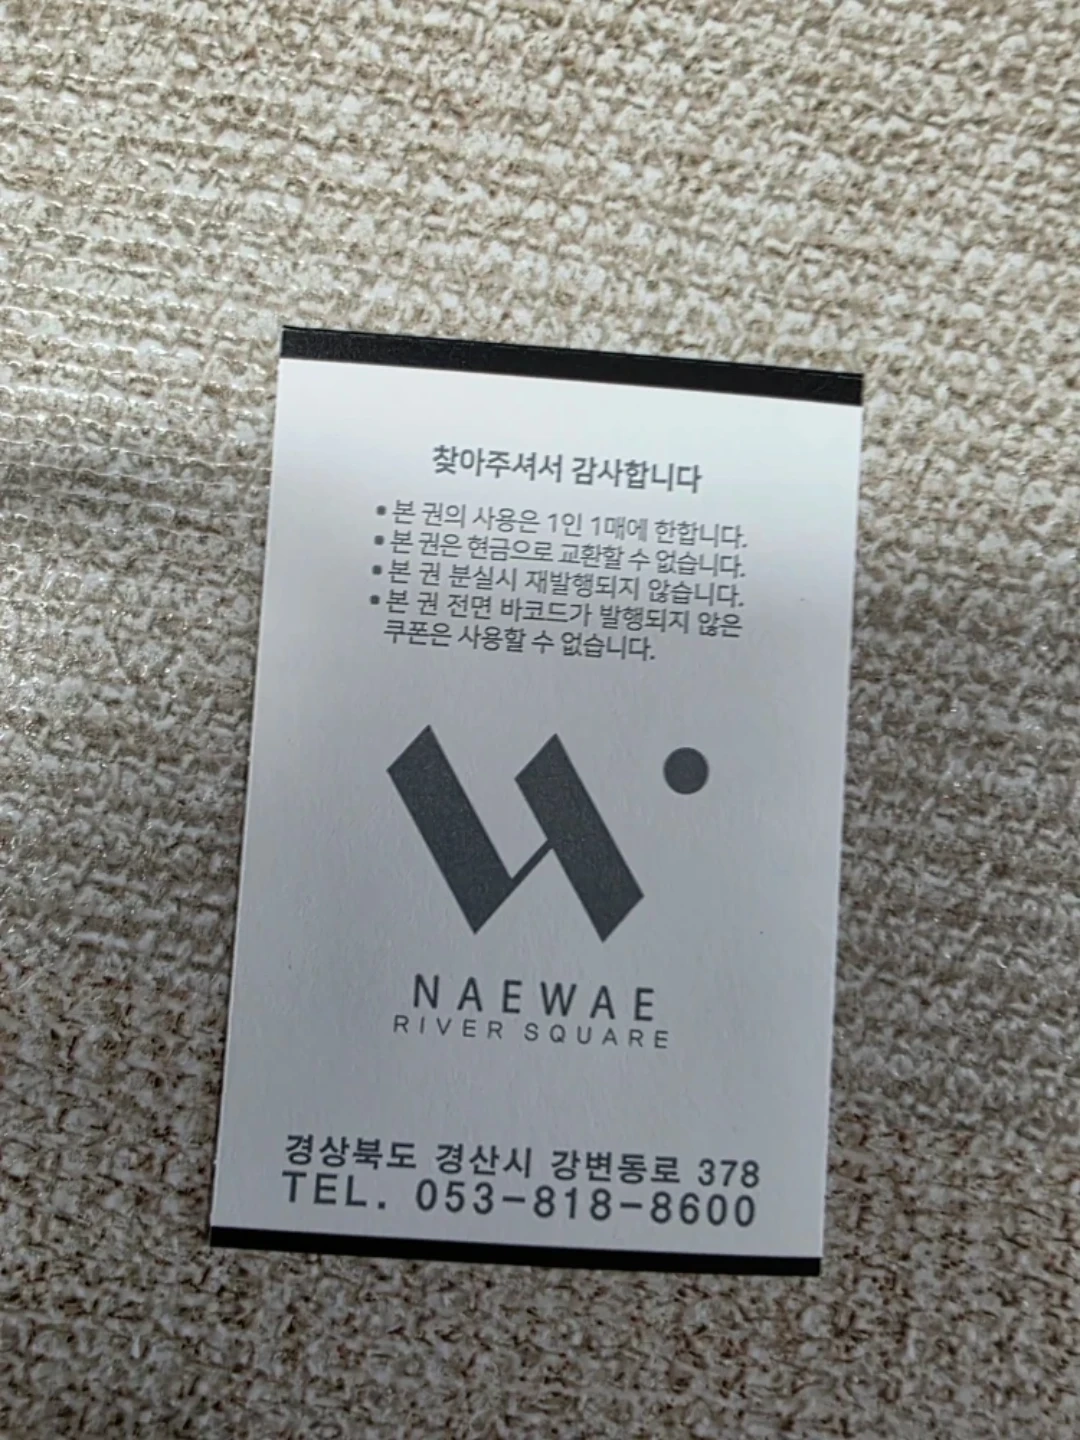 찾아주셔서 감사합니다
• 본 권의 사용은 1인 1매에 한합니다.
• 본 권은 현금으로 교환할 수 없습니다.
• 본 권 분실시 재발행되지 않습니다.
• 본 권 전면 바코드가 발행되지 않은
쿠폰은 사용할 수 없습니다.
NAEWAE
RIVER SQUARE
경상북도 경산시 강변동로 378
TEL. 053-818-8600